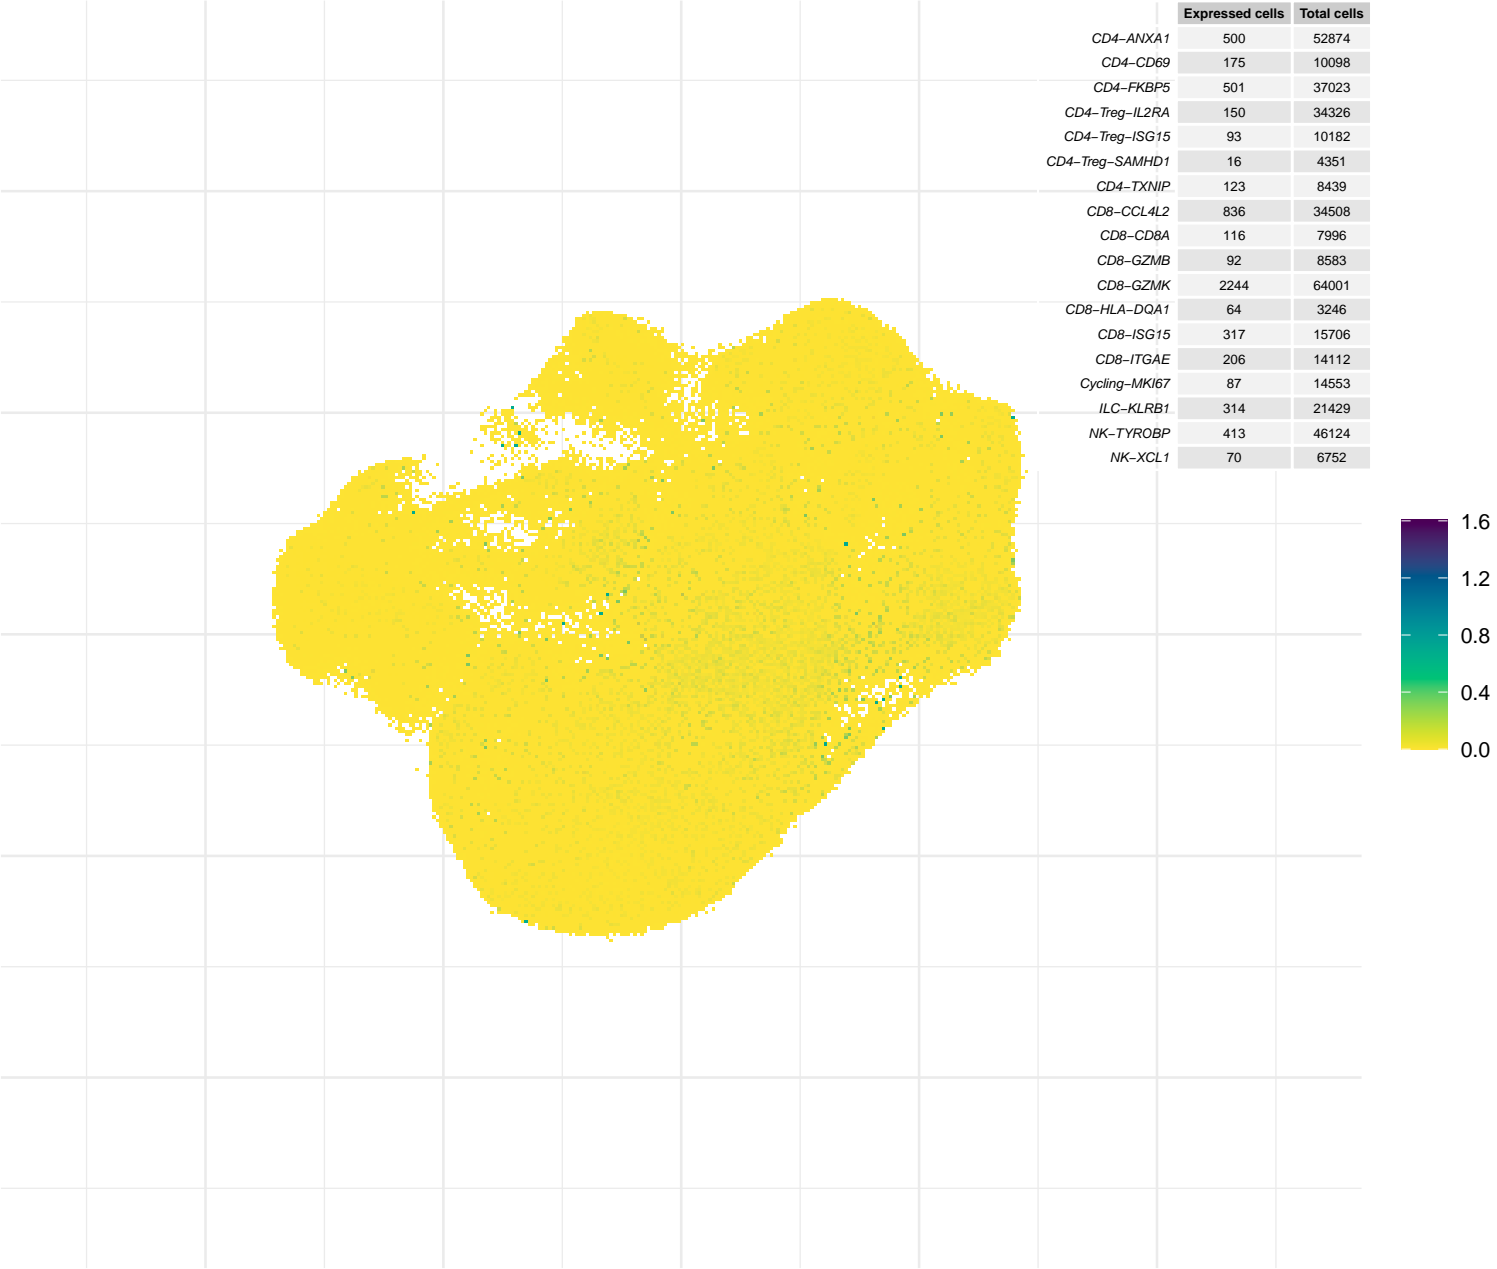 Expressed cells Total cells
CD4−ANXA1 500 52874
CD4−CD69 175 10098
CD4−FKBP5 501 37023
CD4−Treg−IL2RA 150 34326
CD4−Treg−ISG15 93 10182
CD4−Treg−SAMHD1 16 4351
CD4−TXNIP 123 8439
CD8−CCL4L2 836 34508
CD8−CD8A 116 7996
CD8−GZMB 92 8583
CD8−GZMK 2244 64001
CD8−HLA−DQA1 64 3246
CD8−ISG15 317 15706
CD8−ITGAE 206 14112
Cycling−MKI67 87 14553
ILC−KLRB1 314 21429
NK−TYROBP 413 46124
NK−XCL1 70 6752
1.6
1.2
0.8
0.4
0.0